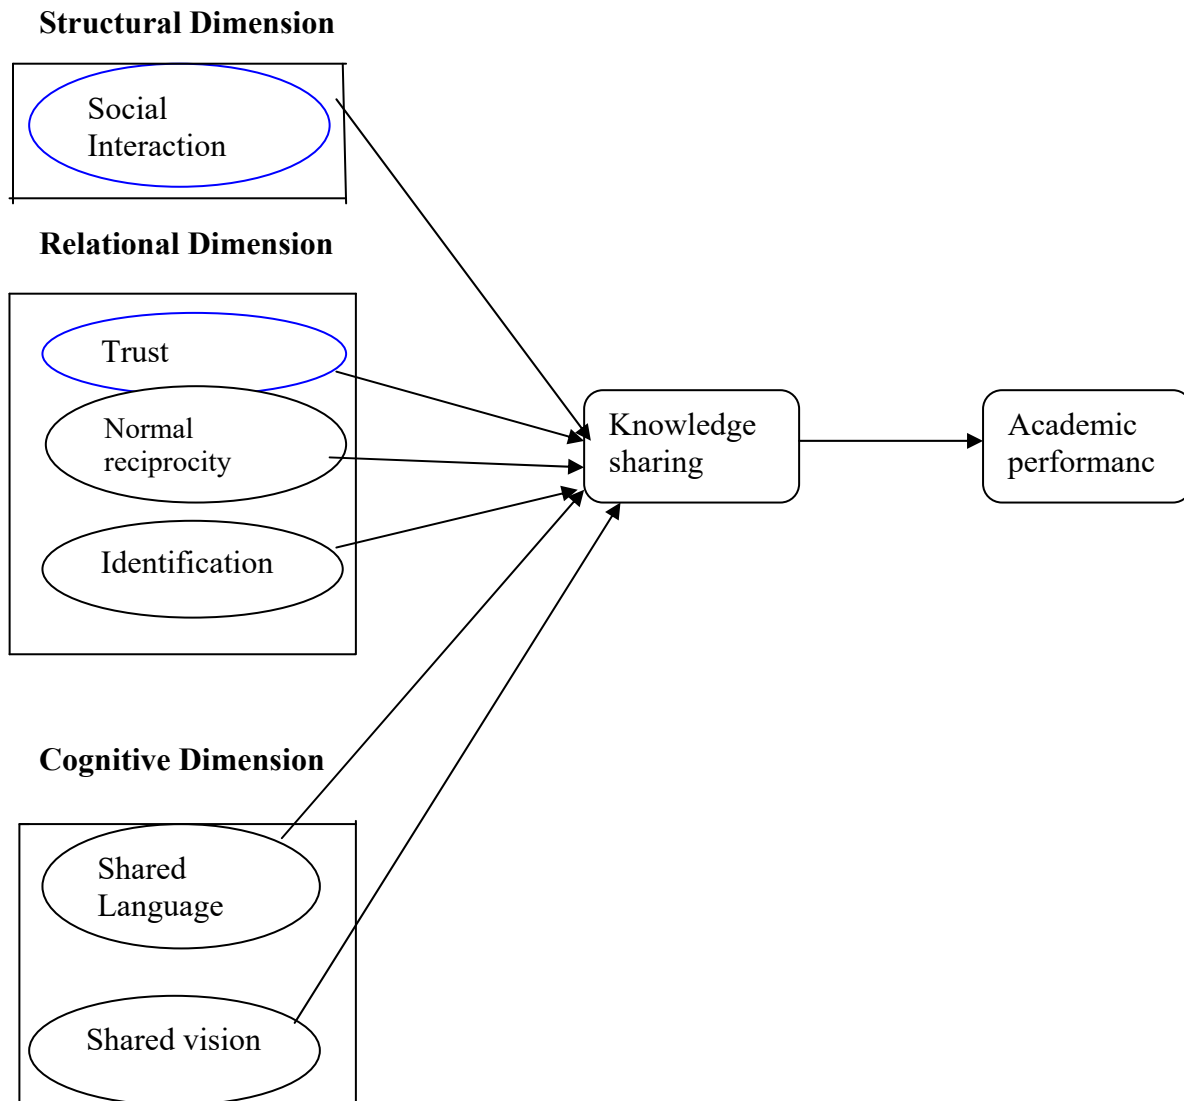 Structural Dimension
Social
Interaction
Relational Dimension
Trust
Normal
reciprocity
Identification
Knowledge
sharing
Academic
performanc
Cognitive Dimension
Shared
Language
Shared vision